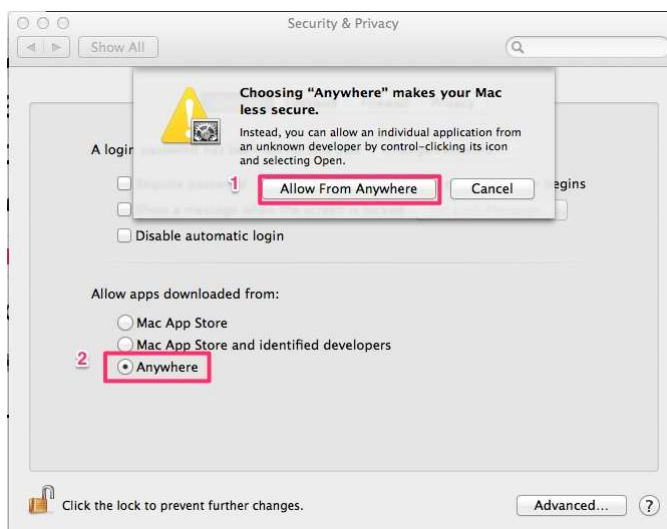 Security & Privacy
Show All
Choosing “Anywhere” makes your Mac
less secure.
Instead, you can allow an individual application from
an unknown developer by control-clicking its icon
and selecting Open.
A login
1
Allow From Anywhere
Cancel
egins
Disable automatic login
Allow apps downloaded from:
Mac App Store
Mac App Store and identified developers
2
Anywhere
Click the lock to prevent further changes.
Advanced...
?